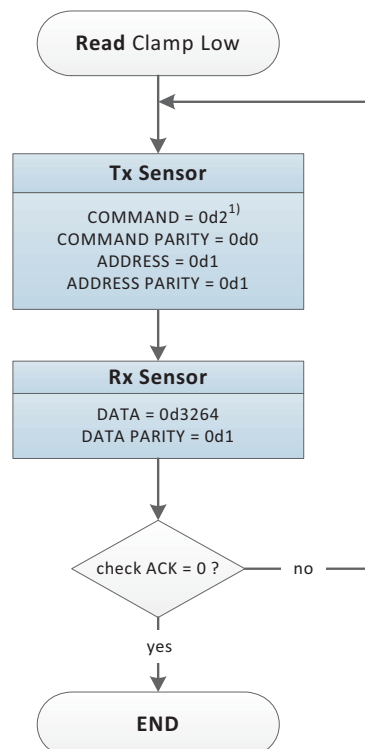 Read Clamp Low
Tx Sensor
COMMAND = 0d2¹⁾
COMMAND PARITY = 0d0
ADDRESS = 0d1
ADDRESS PARITY = 0d1
Rx Sensor
DATA = 0d3264
DATA PARITY = 0d1
check ACK = 0 ?
no
yes
END